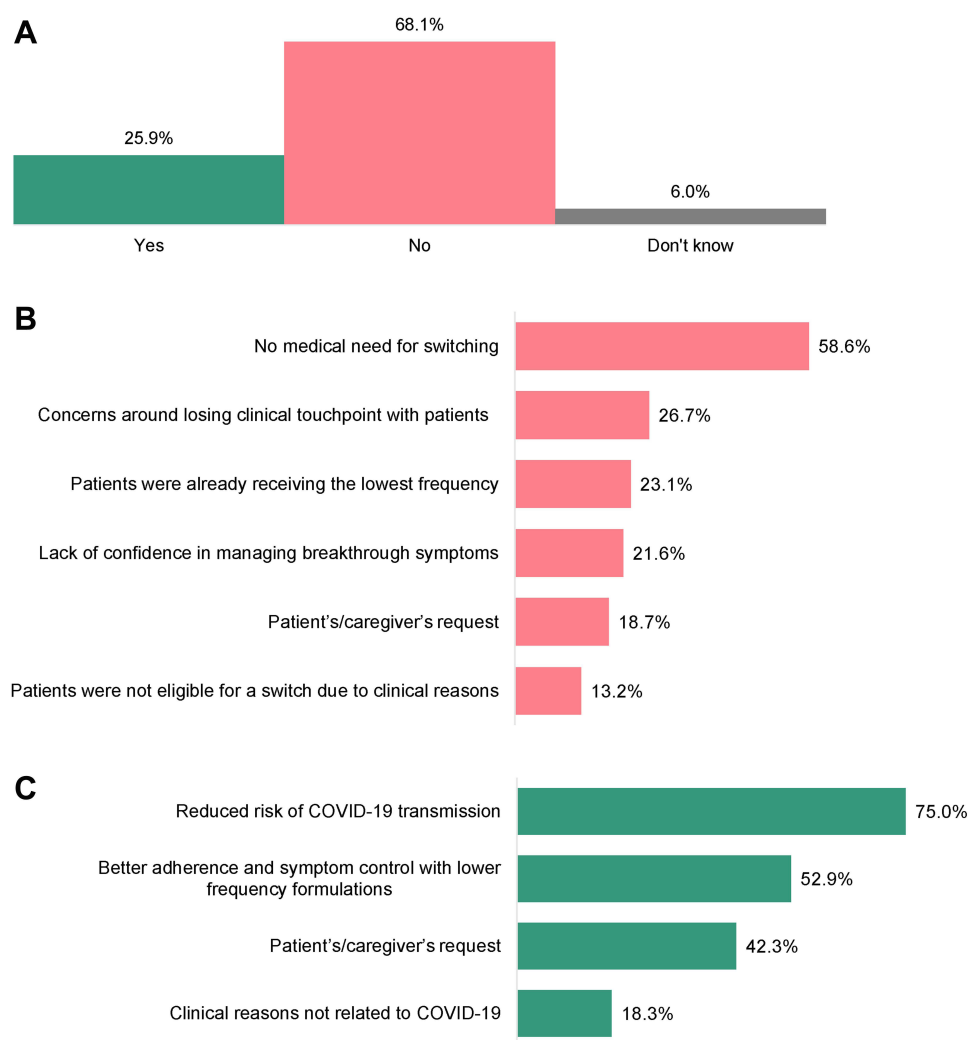 A
68.1%
25.9%
6.0%
Yes
No
Don't know
B
No medical need for switching
58.6%
Concerns around losing clinical touchpoint with patients
26.7%
Patients were already receiving the lowest frequency
23.1%
Lack of confidence in managing breakthrough symptoms
21.6%
Patient’s/caregiver’s request
18.7%
Patients were not eligible for a switch due to clinical reasons
13.2%
C
Reduced risk of COVID-19 transmission
75.0%
Better adherence and symptom control with lower
frequency formulations
52.9%
Patient’s/caregiver’s request
42.3%
Clinical reasons not related to COVID-19
18.3%